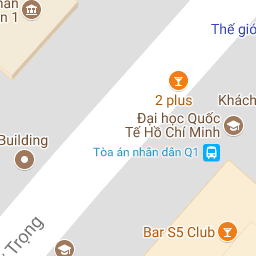 n 1
Thế giớ
2 plus
Khách
Đại học Quốc
Tế Hồ Chí Minh
Building
Tòa án nhân dân Q1
Trọng
Bar S5 Club